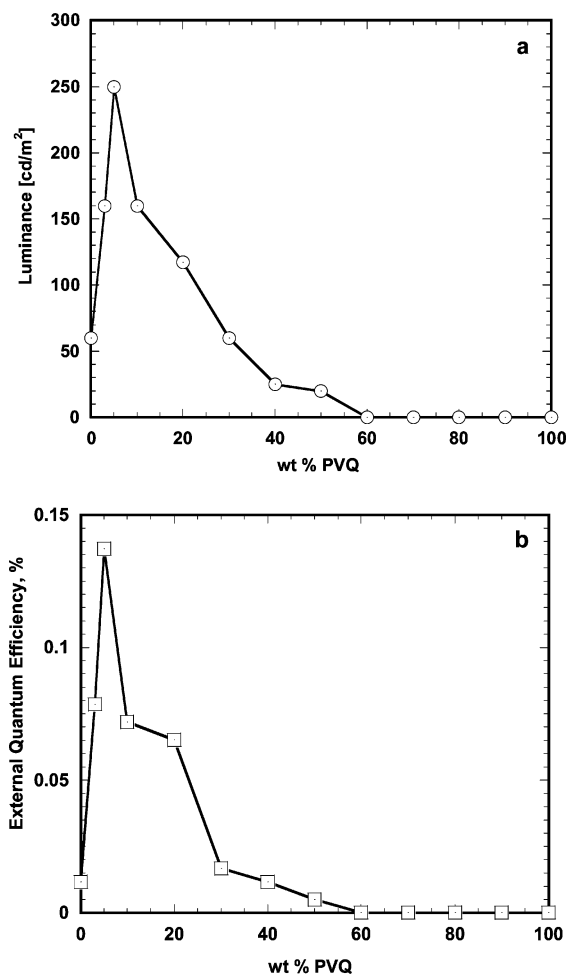 a
300
250
200
150
100
50
0
Luminance [cd/m²]
0 20 40 60 80 100
wt % PVQ
b
0.15
0.1
0.05
0
External Quantum Efficiency, %
0 20 40 60 80 100
wt % PVQ